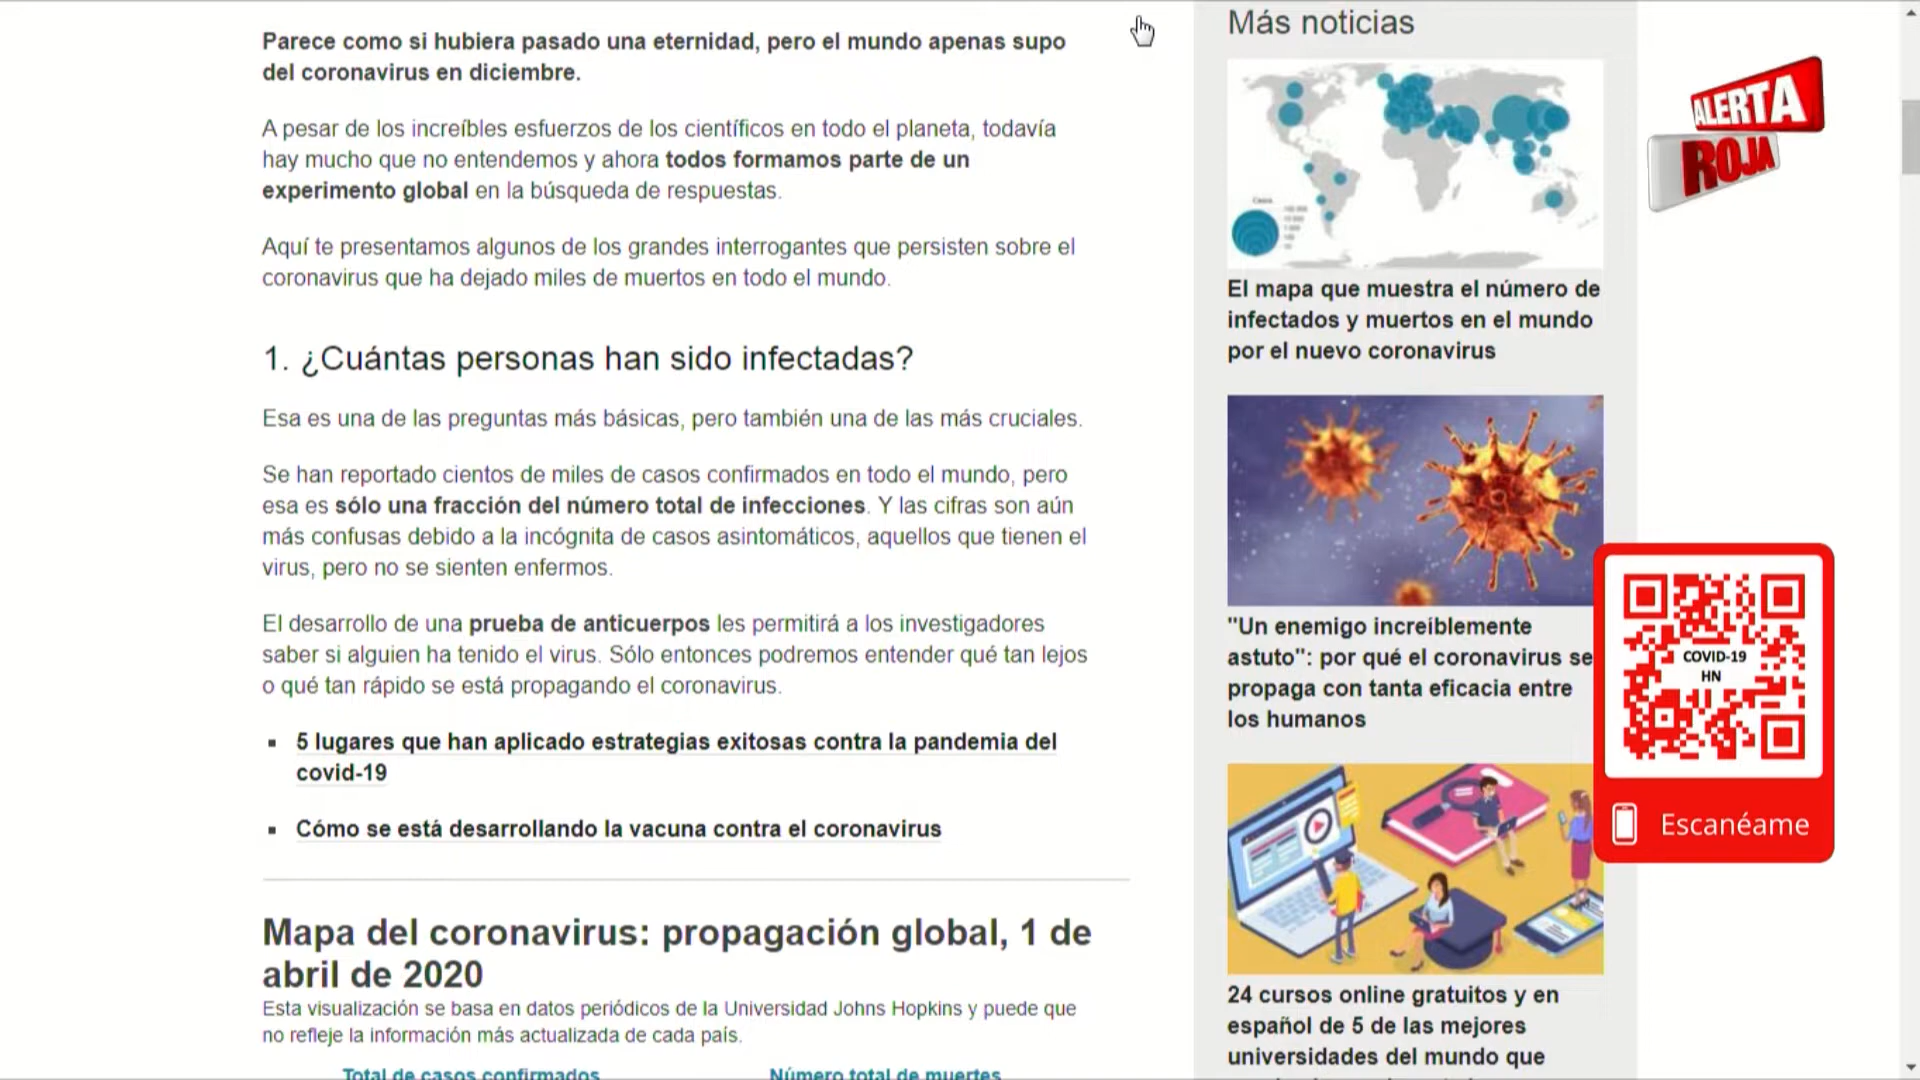 Parece como si hubiera pasado una eternidad, pero el mundo apenas supo
del coronavirus en diciembre.
A pesar de los increíbles esfuerzos de los científicos en todo el planeta, todavía
hay mucho que no entendemos y ahora todos formamos parte de un
experimento global en la búsqueda de respuestas.
Aquí te presentamos algunos de los grandes interrogantes que persisten sobre el
coronavirus que ha dejado miles de muertos en todo el mundo.
1. ¿Cuántas personas han sido infectadas?
Esa es una de las preguntas más básicas, pero también una de las más cruciales.
Se han reportado cientos de miles de casos confirmados en todo el mundo, pero
esa es sólo una fracción del número total de infecciones. Y las cifras son aún
más confusas debido a la incógnita de casos asintomáticos, aquellos que tienen el
virus, pero no se sienten enfermos.
El desarrollo de una prueba de anticuerpos les permitirá a los investigadores
saber si alguien ha tenido el virus. Sólo entonces podremos entender qué tan lejos
o qué tan rápido se está propagando el coronavirus.
5 lugares que han aplicado estrategias exitosas contra la pandemia del
covid-19
Cómo se está desarrollando la vacuna contra el coronavirus
Mapa del coronavirus: propagación global, 1 de
abril de 2020
Esta visualización se basa en datos periódicos de la Universidad Johns Hopkins y puede que
no refleje la información más actualizada de cada país.
Total de casos confirmados
Número total de muertes
Más noticias
Casos
El mapa que muestra el número de
infectados y muertos en el mundo
por el nuevo coronavirus
"Un enemigo increíblemente
astuto": por qué el coronavirus se
propaga con tanta eficacia entre
los humanos
24 cursos online gratuitos y en
español de 5 de las mejores
universidades del mundo que
ALERTA
ROJA
COVID-19
HN
Escanéame